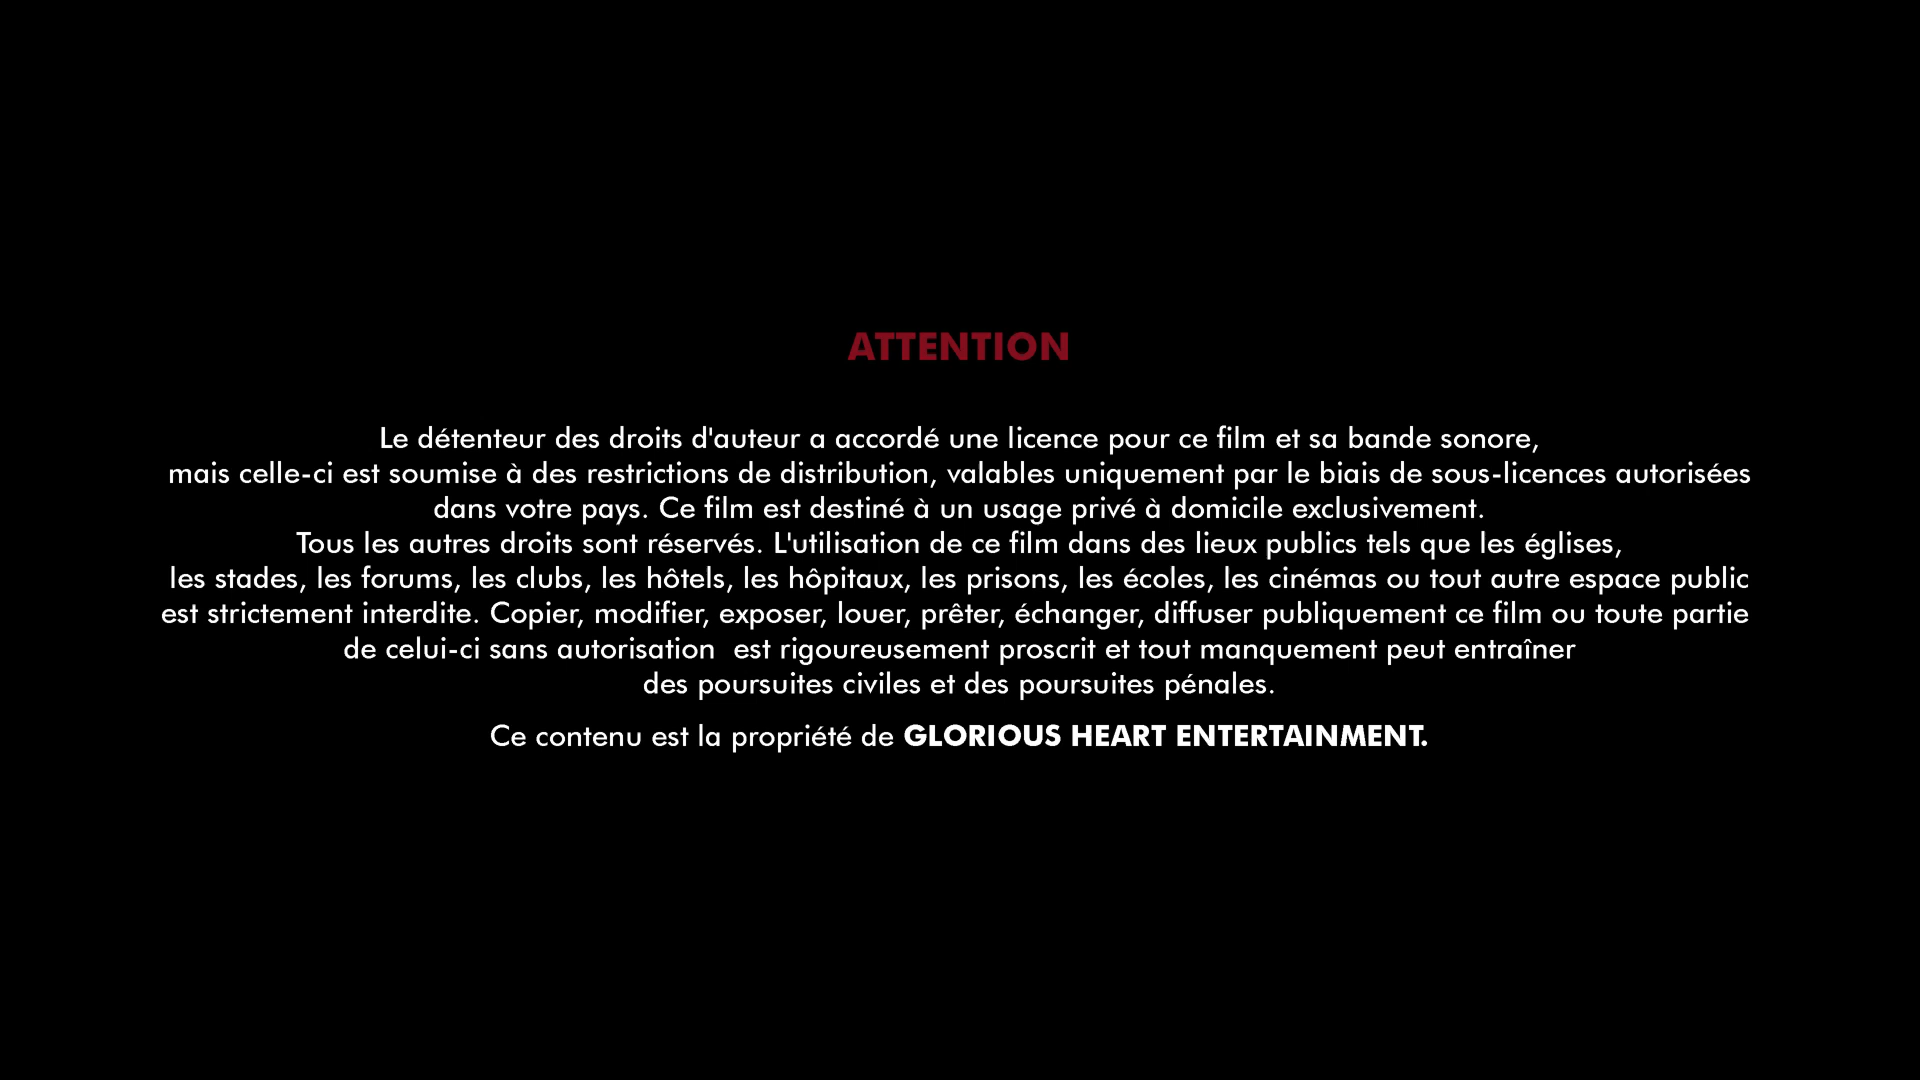 ATTENTION
Le détenteur des droits d'auteur a accordé une licence pour ce film et sa bande sonore,
mais celle-ci est soumise à des restrictions de distribution, valables uniquement par le biais de sous-licences autorisées
dans votre pays. Ce film est destiné à un usage privé à domicile exclusivement.
Tous les autres droits sont réservés. L'utilisation de ce film dans des lieux publics tels que les églises,
les stades, les forums, les clubs, les hôtels, les hôpitaux, les prisons, les écoles, les cinémas ou tout autre espace public
est strictement interdite. Copier, modifier, exposer, louer, prêter, échanger, diffuser publiquement ce film ou toute partie
de celui-ci sans autorisation  est rigoureusement proscrit et tout manquement peut entraîner
des poursuites civiles et des poursuites pénales.
Ce contenu est la propriété de GLORIOUS HEART ENTERTAINMENT.